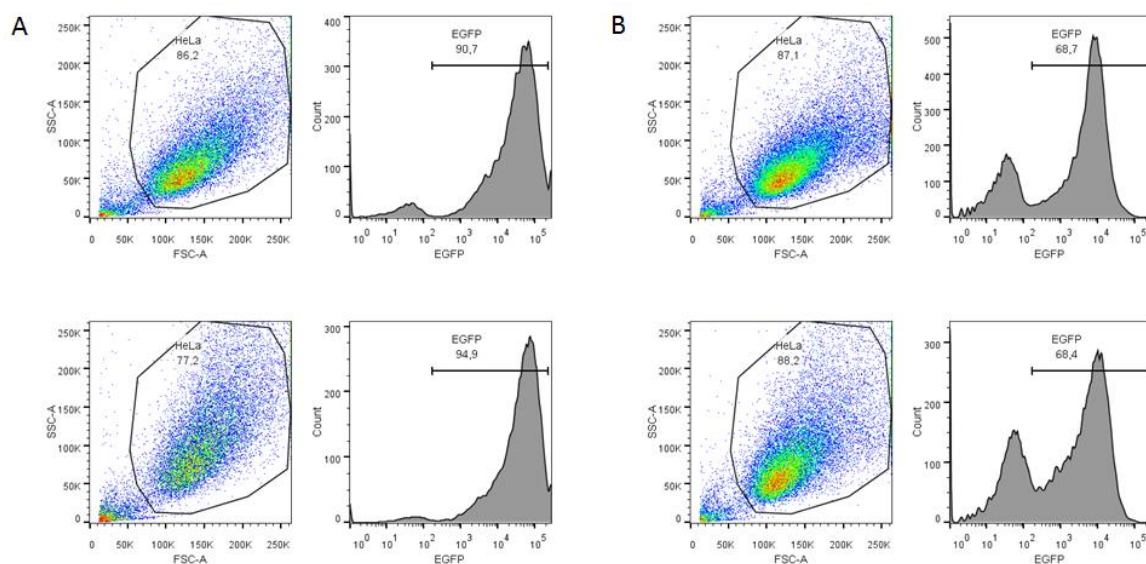 A
250K
200K
150K
100K
50K
0
SSC-A
HeLa
86,2
0 50K 100K 150K 200K 250K
FSC-A
400
300
200
100
0
Count
EGFP
90,7
10^0 10^1 10^2 10^3 10^4 10^5
EGFP
B
250K
200K
150K
100K
50K
0
SSC-A
HeLa
87,1
0 50K 100K 150K 200K 250K
FSC-A
500
400
300
200
100
0
Count
EGFP
68,7
10^0 10^1 10^2 10^3 10^4 10^5
EGFP
250K
200K
150K
100K
50K
0
SSC-A
HeLa
77,2
0 50K 100K 150K 200K 250K
FSC-A
300
200
100
0
Count
EGFP
94,9
10^0 10^1 10^2 10^3 10^4 10^5
EGFP
250K
200K
150K
100K
50K
0
SSC-A
HeLa
88,2
0 50K 100K 150K 200K 250K
FSC-A
300
200
100
0
Count
EGFP
68,4
10^0 10^1 10^2 10^3 10^4 10^5
EGFP